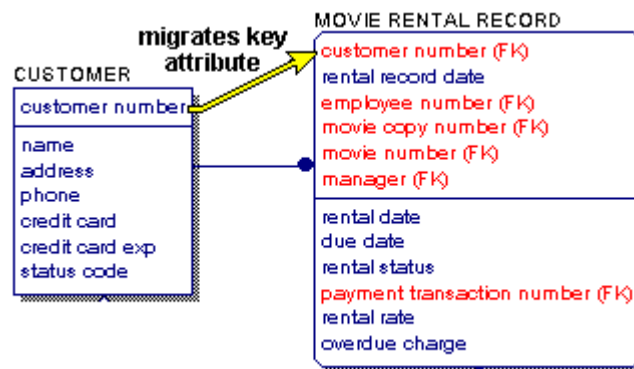 migrates key
attribute
CUSTOMER
customer number
name
address
phone
credit card
credit card exp
status code
MOVIE RENTAL RECORD
customer number (FK)
rental record date
employee number (FK)
movie copy number (FK)
movie number (FK)
manager (FK)
rental date
due date
rental status
payment transaction number (FK)
rental rate
overdue charge